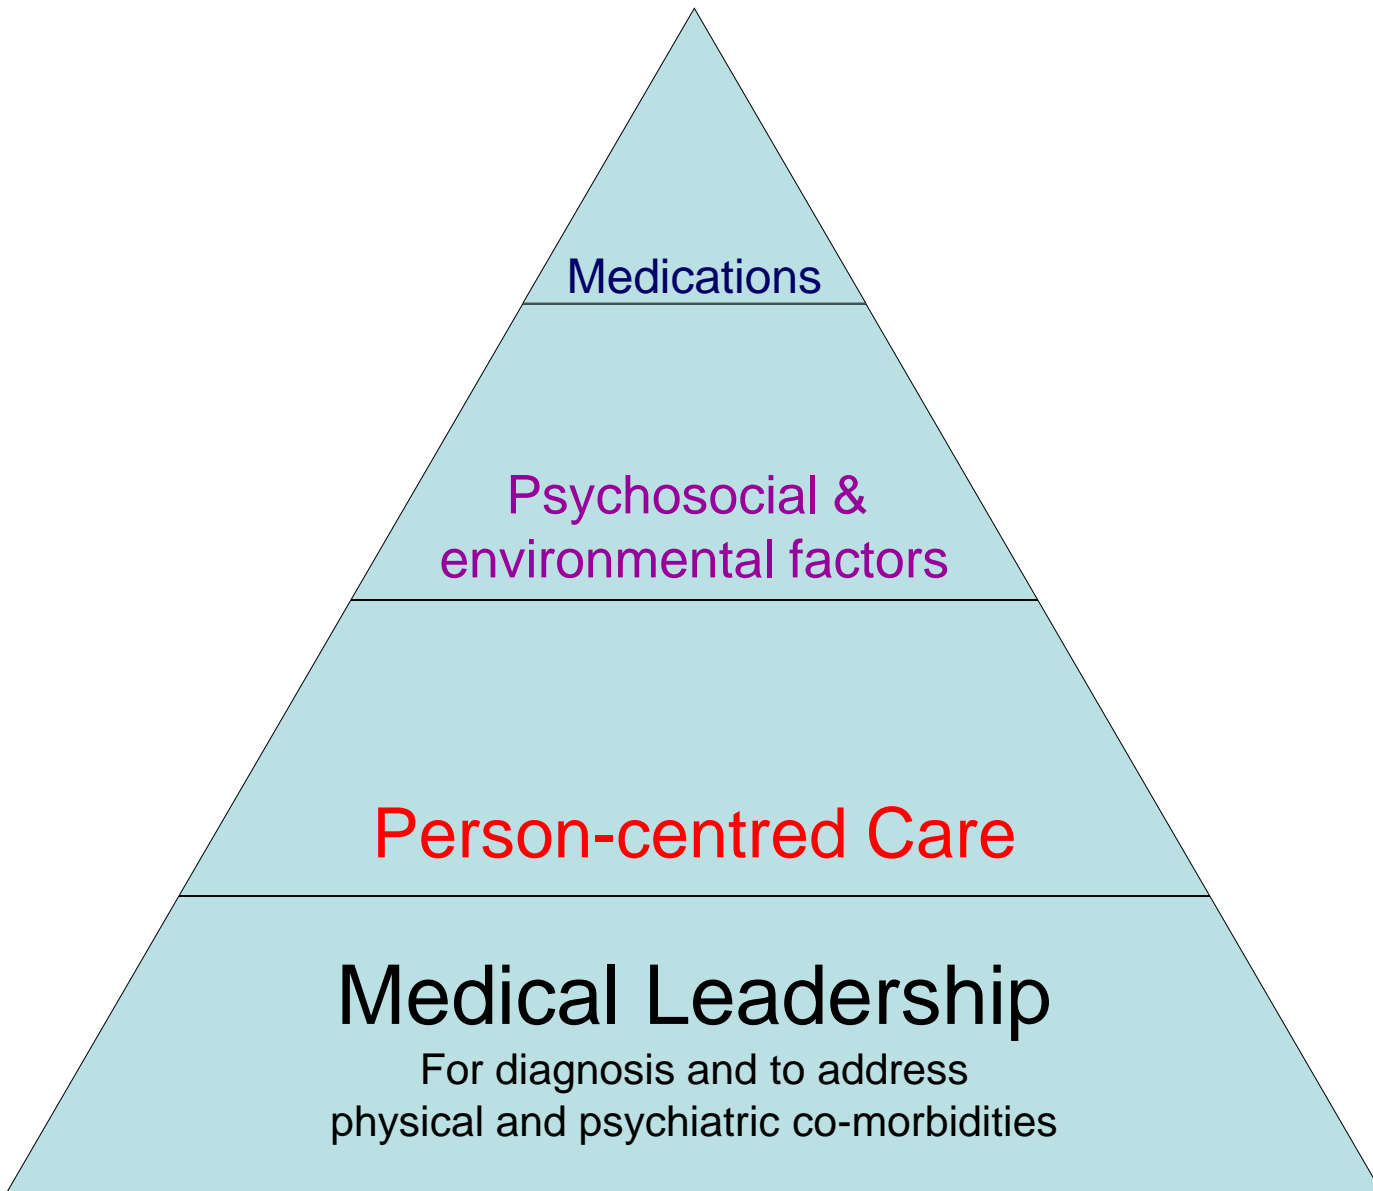 Medications
Psychosocial &
environmental factors
Person-centred Care
Medical Leadership
For diagnosis and to address
physical and psychiatric co-morbidities